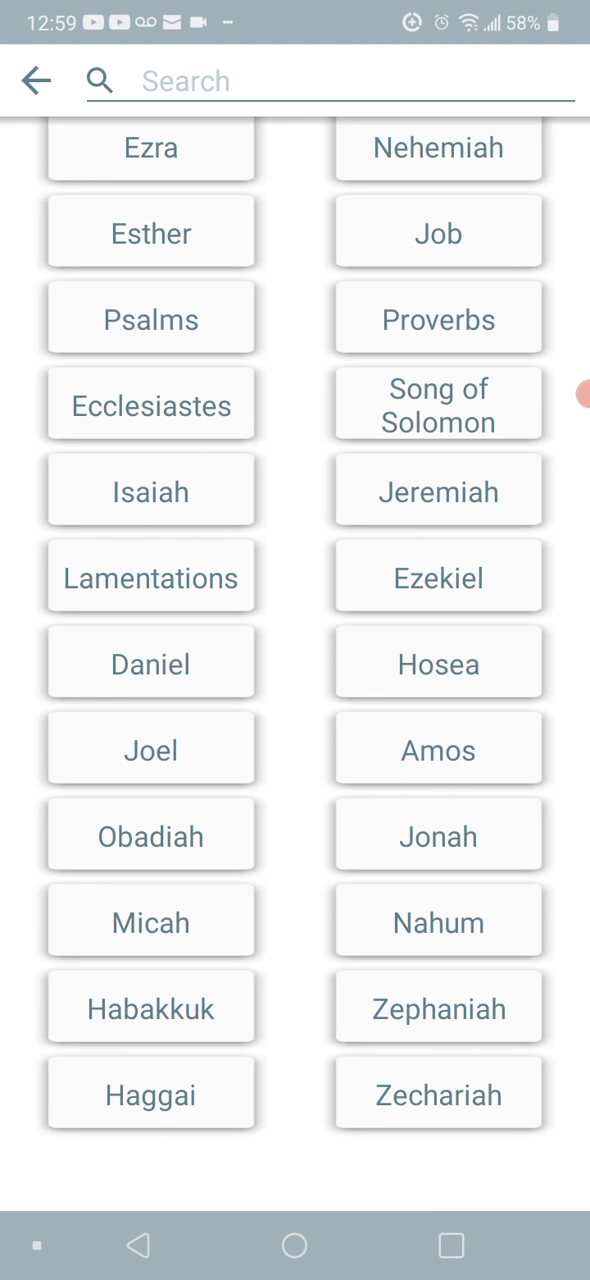 12:59
58%
Search
Ezra
Nehemiah
Esther
Job
Psalms
Proverbs
Ecclesiastes
Song of
Solomon
Isaiah
Jeremiah
Lamentations
Ezekiel
Daniel
Hosea
Joel
Amos
Obadiah
Jonah
Micah
Nahum
Habakkuk
Zephaniah
Haggai
Zechariah